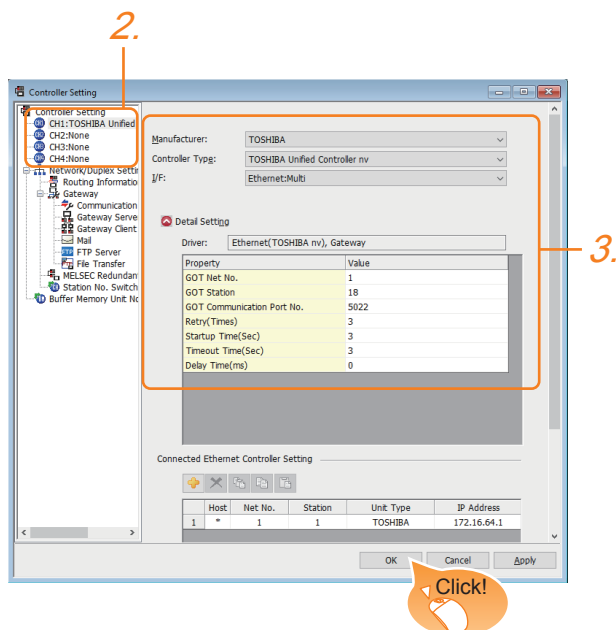 2.
Controller Setting
Controller Setting
CH1:TOSHIBA Unified
CH2:None
CH3:None
CH4:None
Network/Duplex Settin
Routing Informatio
Gateway
Communication
Gateway Serve
Gateway Client
Mail
FTP Server
File Transfer
MELSEC Redundan
Station No. Switch
Buffer Memory Unit No
Manufacturer: TOSHIBA
Controller Type: TOSHIBA Unified Controller nv
I/F: Ethernet:Multi
3.
Detail Setting
Driver: Ethernet(TOSHIBA nv), Gateway
Property Value
GOT Net No. 1
GOT Station 18
GOT Communication Port No. 5022
Retry(Times) 3
Startup Time(Sec) 3
Timeout Time(Sec) 3
Delay Time(ms) 0
Connected Ethernet Controller Setting
Host Net No. Station Unit Type IP Address
1 * 1 1 TOSHIBA 172.16.64.1
OK Cancel Apply
Click!